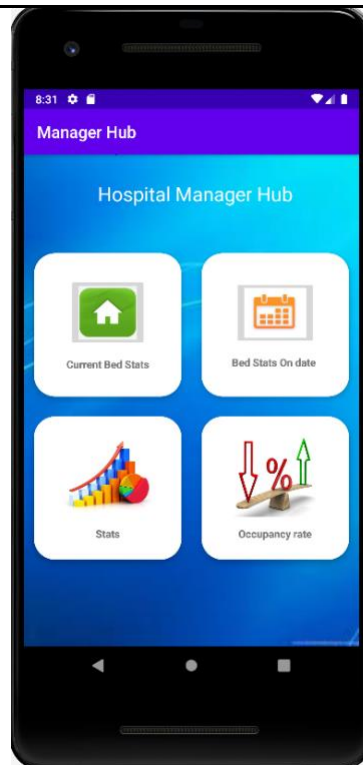 8:31
Manager Hub
Hospital Manager Hub
Current Bed Stats
Bed Stats On date
Stats
%
Occupancy rate